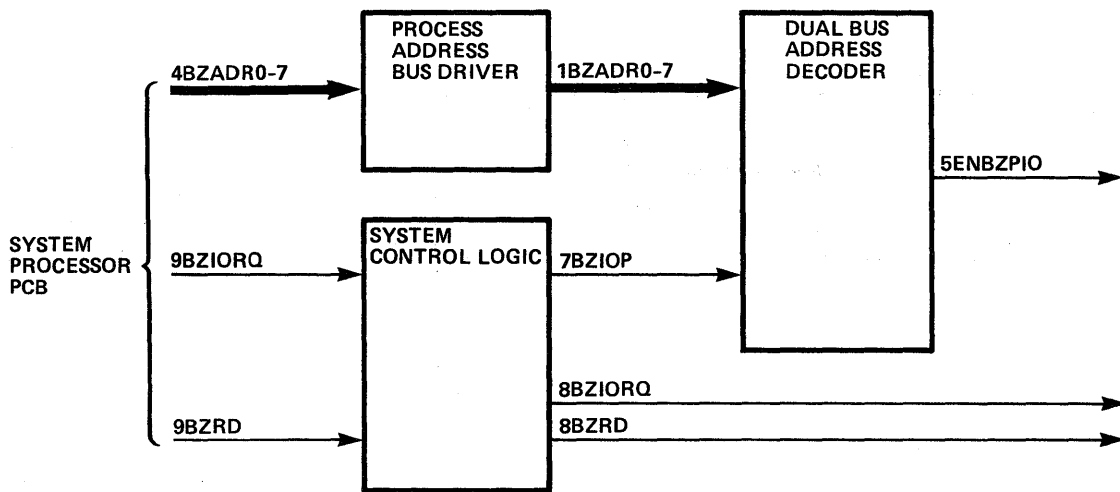 PROCESS
ADDRESS
BUS DRIVER
DUAL BUS
ADDRESS
DECODER
4BZADR0-7
1BZADR0-7
5ENBZPIO
SYSTEM
PROCESSOR
PCB
9BZIORQ
SYSTEM
CONTROL LOGIC
7BZIOP
8BZIORQ
9BZRD
8BZRD